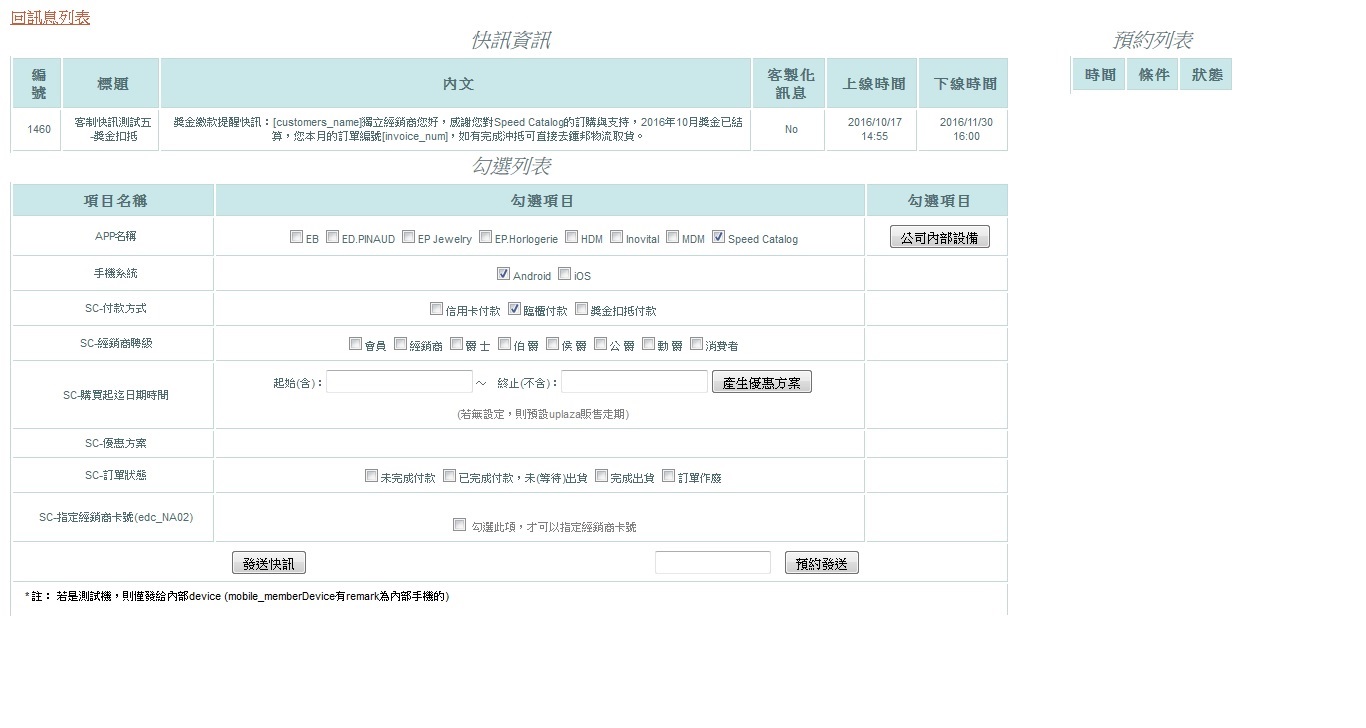 回訊息列表
快訊資訊
預約列表
編號 標題 內文 客製化訊息 上線時間 下線時間
時間 條件 狀態
1460 客制快訊測試五-獎金扣抵 獎金繳款提醒快訊：[customers_name]獨立經銷商您好，感謝您對Speed Catalog的訂購與支持，2016年10月獎金已結算，您本月的訂單編號[invoice_num]，如有完成沖抵可直接去鍾邦物流取貨。 No 2016/10/17 14:55 2016/11/30 16:00
勾選列表
項目名稱 勾選項目 勾選項目
APP名稱 EB ED.PINAUD EP Jewelry EP.Horlogerie HDM Inovital MDM Speed Catalog 公司內部設備
手機系統 Android iOS
SC-付款方式 信用卡付款 臨櫃付款 獎金扣抵付款
SC-經銷商聘級 會員 經銷商 爵 士 伯 爵 侯 爵 公 爵 勳 爵 消費者
SC-購買起迄日期時間 起始(含)： ～ 終止(不含)： 產生優惠方案
(若無設定，則預設uplaza販售走期)
SC-優惠方案
SC-訂單狀態 未完成付款 已完成付款，未(等待)出貨 完成出貨 訂單作廢
SC-指定經銷商卡號(edc_NA02) 勾選此項，才可以指定經銷商卡號
發送快訊 預約發送
*註： 若是測試機，則僅發給內部device (mobile_memberDevice有remark為內部手機的)